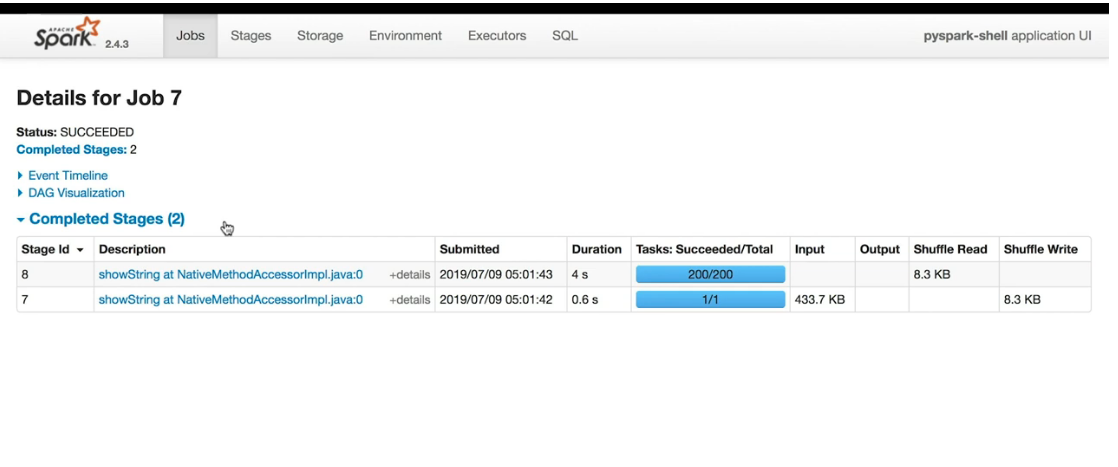 APACHE Spark 2.4.3 Jobs Stages Storage Environment Executors SQL pyspark-shell application UI
Details for Job 7
Status: SUCCEEDED
Completed Stages: 2
Event Timeline
DAG Visualization
Completed Stages (2)
Stage Id Description Submitted Duration Tasks: Succeeded/Total Input Output Shuffle Read Shuffle Write
8 showString at NativeMethodAccessorImpl.java:0 +details 2019/07/09 05:01:43 4 s 200/200 8.3 KB
7 showString at NativeMethodAccessorImpl.java:0 +details 2019/07/09 05:01:42 0.6 s 1/1 433.7 KB 8.3 KB